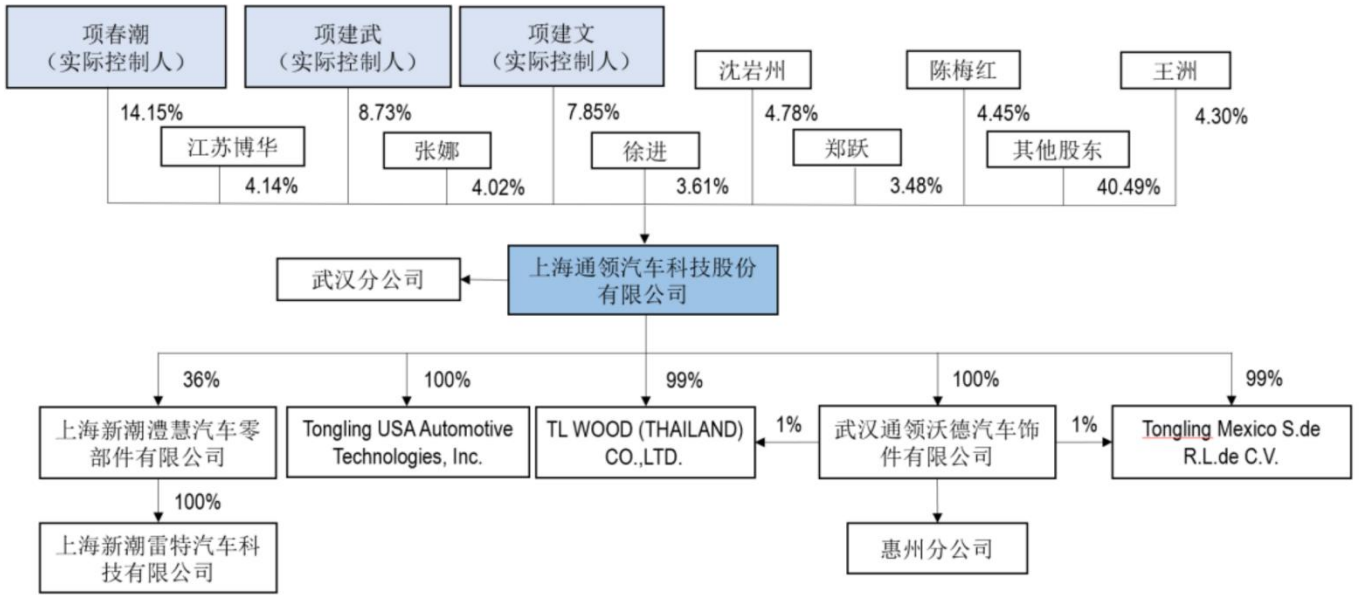 项春潮
（实际控制人）
项建武
（实际控制人）
项建文
（实际控制人）
沈岩州
陈梅红
王洲
14.15%
8.73%
7.85%
4.78%
4.45%
4.30%
江苏博华
张娜
徐进
郑跃
其他股东
4.14%
4.02%
3.61%
3.48%
40.49%
武汉分公司
上海通领汽车科技股份
有限公司
36%
100%
99%
100%
99%
上海新潮澧慧汽车零
部件有限公司
Tongling USA Automotive
Technologies, Inc.
TL WOOD (THAILAND)
CO.,LTD.
1%
武汉通领沃德汽车饰
件有限公司
1%
Tongling Mexico S.de
R.L.de C.V.
100%
上海新潮雷特汽车科
技有限公司
惠州分公司